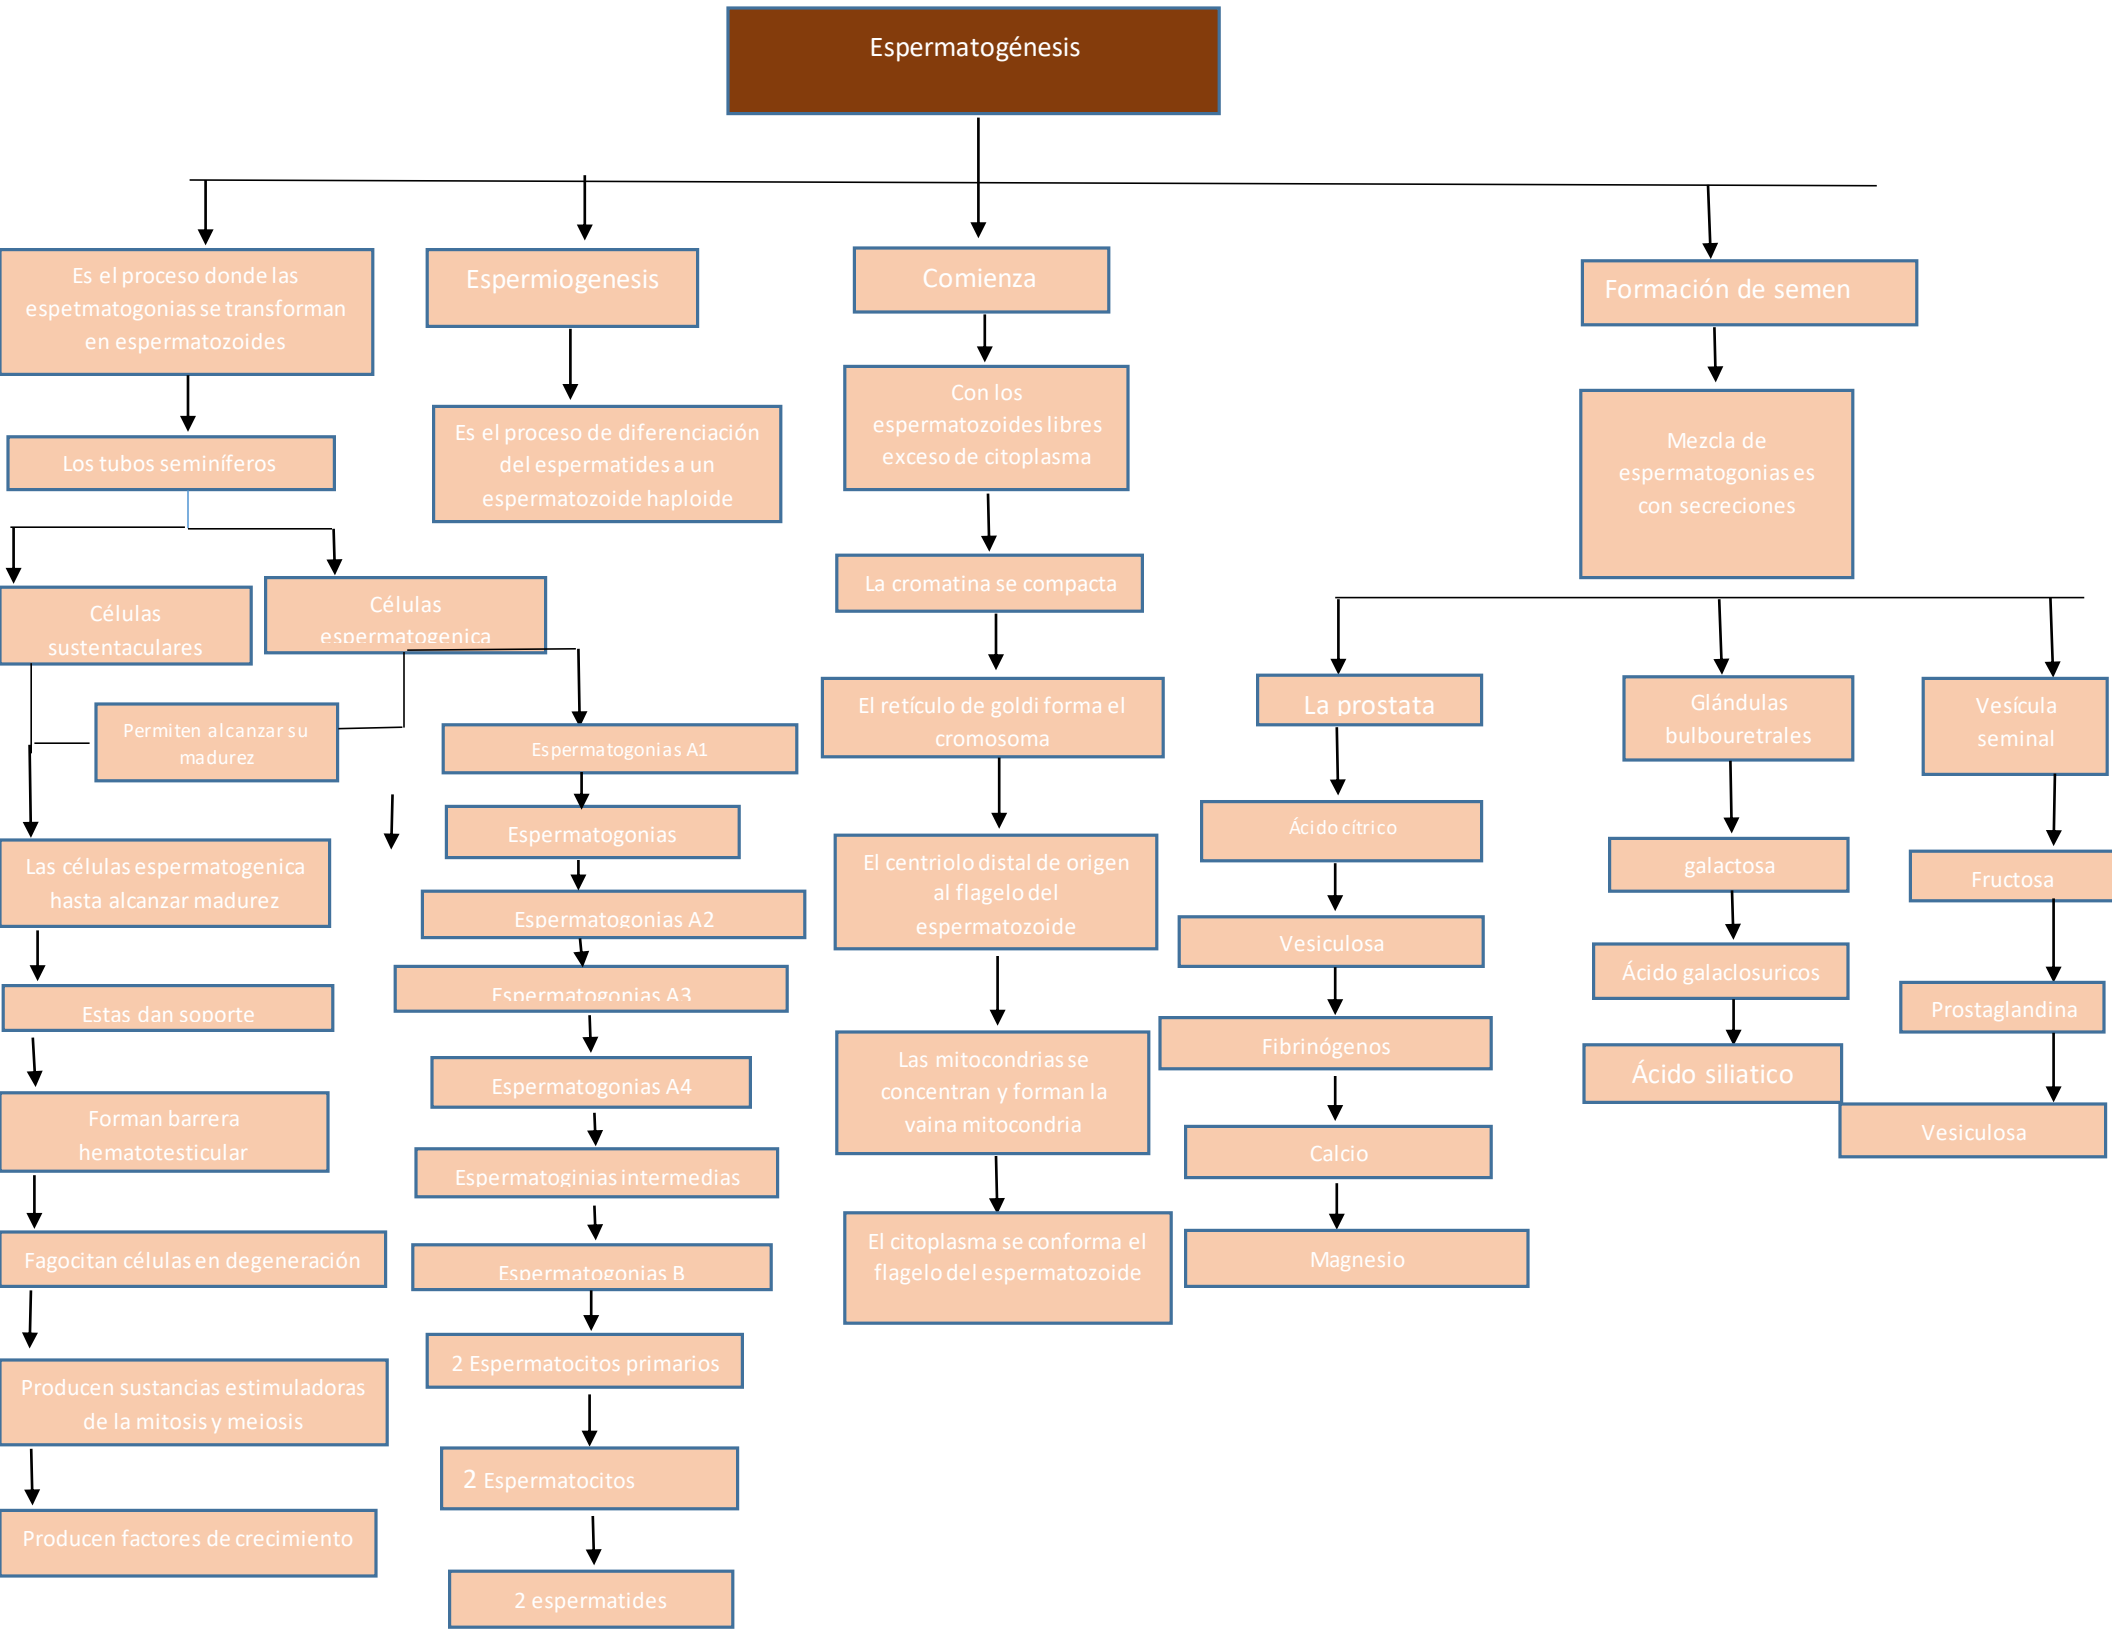 Espermatogénesis
Es el proceso donde las
espetmatogonias se transforman
en espermatozoides
Los tubos seminíferos
Células
sustentaculares
Células
espermatogenica
Permiten alcanzar su
madurez
Las células espermatogenica
hasta alcanzar madurez
Estas dan soporte
Forman barrera
hematotesticular
Fagocitan células en degeneración
Producen sustancias estimuladoras
de la mitosis y meiosis
Producen factores de crecimiento
Espermatogonias A1
Espermatogonias
Espermatogonias A2
Espermatogonias A3
Espermatogonias A4
Espermatoginias intermedias
Espermatogonias B
2 Espermatocitos primarios
2 Espermatocitos
2 espermatides
Espermiogenesis
Es el proceso de diferenciación
del espermatides a un
espermatozoide haploide
Comienza
Con los
espermatozoides libres
exceso de citoplasma
La cromatina se compacta
El retículo de goldi forma el
cromosoma
El centriolo distal de origen
al flagelo del
espermatozoide
Las mitocondrias se
concentran y forman la
vaina mitocondria
El citoplasma se conforma el
flagelo del espermatozoide
Formación de semen
Mezcla de
espermatogonias es
con secreciones
La prostata
Ácido cítrico
Vesiculosa
Fibrinógenos
Calcio
Magnesio
Glándulas
bulbouretrales
galactosa
Ácido galaclosuricos
Ácido siliatico
Vesícula
seminal
Fructosa
Prostaglandina
Vesiculosa